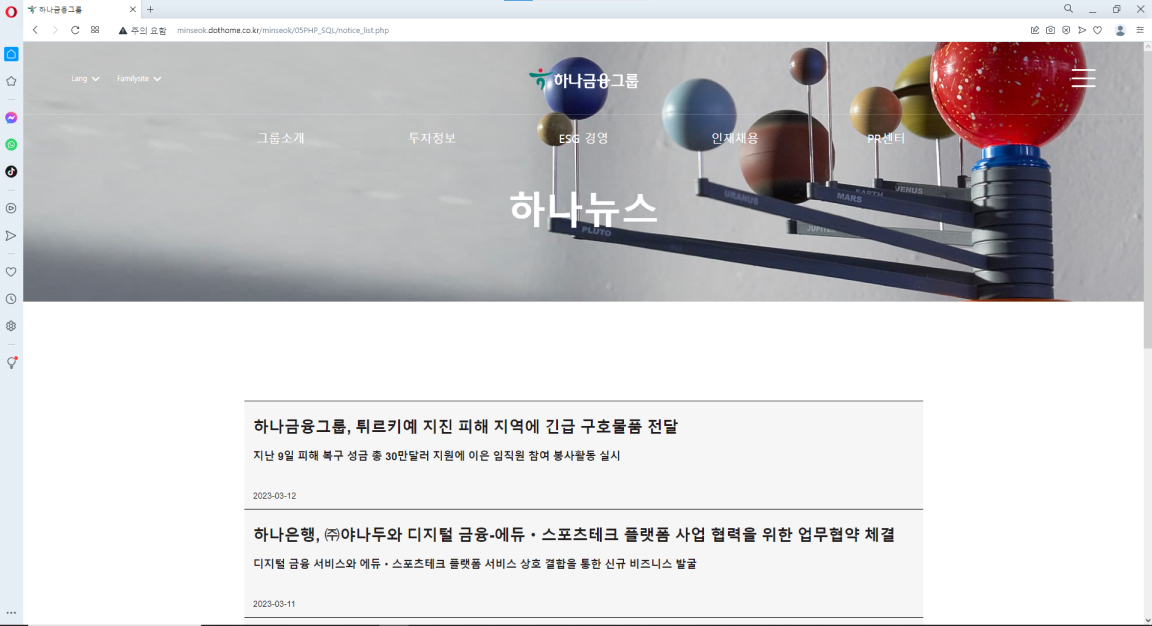 하나금융그룹
주의 요함
minseok.dothome.co.kr/minseok/05PHP_SQL/notice_list.php
Lang
Familysite
하나금융그룹
그룹소개
투자정보
ESG 경영
인재채용
PR센터
URANUS
MARS
EARTH
VENUS
PLUTO
하나뉴스
하나금융그룹, 튀르키예 지진 피해 지역에 긴급 구호물품 전달
지난 9일 피해 복구 성금 총 30만달러 지원에 이은 임직원 참여 봉사활동 실시
2023-03-12
하나은행, ㈜야나두와 디지털 금융-에듀・스포츠테크 플랫폼 사업 협력을 위한 업무협약 체결
디지털 금융 서비스와 에듀・스포츠테크 플랫폼 서비스 상호 결합을 통한 신규 비즈니스 발굴
2023-03-11